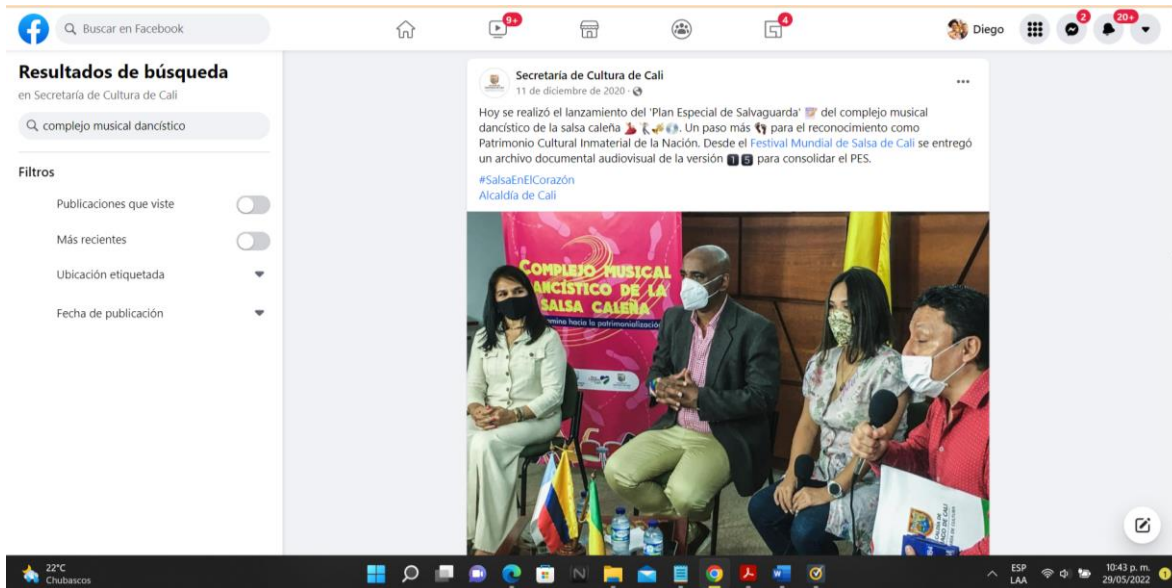 Buscar en Facebook
9+
4
Diego
2
20+
Resultados de búsqueda
en Secretaría de Cultura de Cali
complejo musical dancístico
Filtros
Publicaciones que viste
Más recientes
Ubicación etiquetada
Fecha de publicación
Secretaría de Cultura de Cali
11 de diciembre de 2020 ·
Hoy se realizó el lanzamiento del 'Plan Especial de Salvaguarda' del complejo musical
dancístico de la salsa caleña. Un paso más para el reconocimiento como
Patrimonio Cultural Inmaterial de la Nación. Desde el Festival Mundial de Salsa de Cali se entregó
un archivo documental audiovisual de la versión 1 5 para consolidar el PES.
#SalsaEnElCorazón
Alcaldía de Cali
COMPLEJO MUSICAL
DANCÍSTICO DE LA
SALSA CALEÑA
hacia la patrimonialización
22°C
Chubascos
ESP
LAA
10:43 p. m.
29/05/2022
1